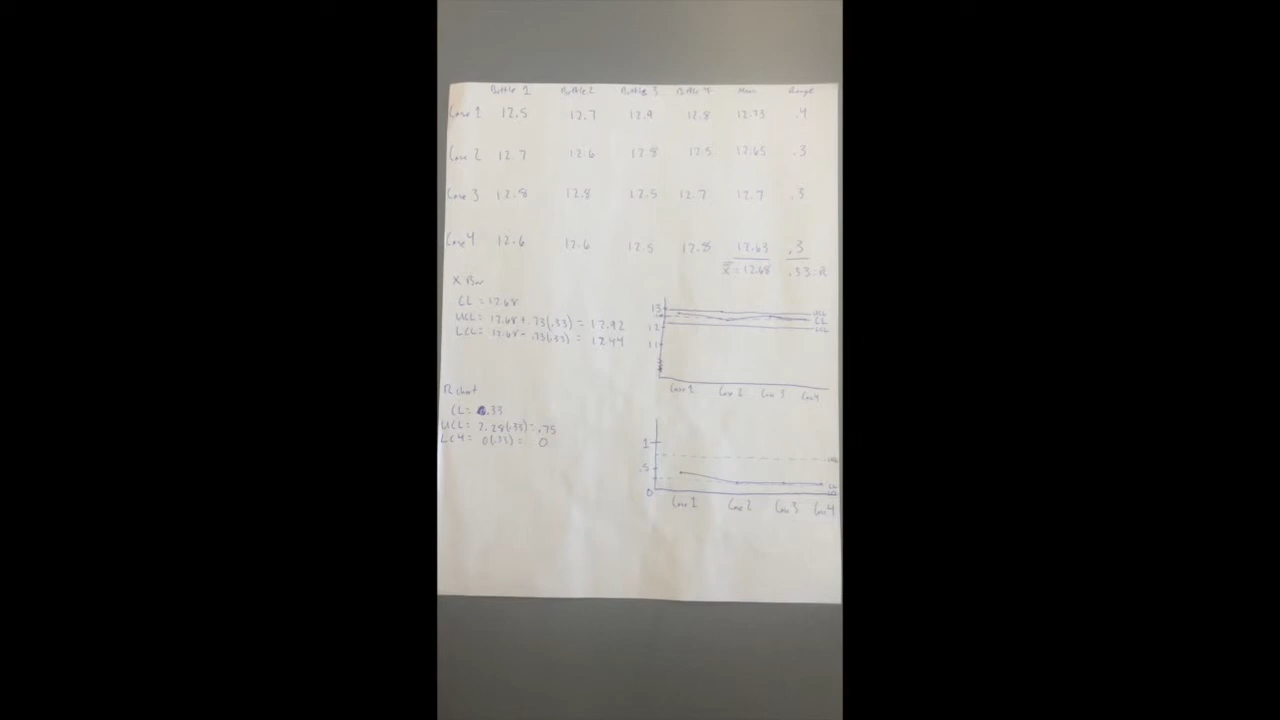 Bottle 1 Bottle 2 Bottle 3 Bottle 4 Mean Range
Case 1 12.5 12.7 12.9 12.8 12.73 .4
Case 2 12.7 12.6 12.8 12.5 12.65 .3
Case 3 12.8 12.8 12.5 12.7 12.7 .3
Case 4 12.6 12.6 12.5 12.8 12.63 .3
X̿ = 12.68 .33 = R
X Bar
CL = 12.68
UCL = 12.68 + .73(.33) = 12.92
LCL = 12.68 - .73(.33) = 12.44
13
12
11
UCL
CL
LCL
Case 1 Case 2 Case 3 Case 4
R chart
CL = .33
UCL = 2.28(.33) = .75
LCL = 0(.33) = 0
1
.5
0
UCL
CL
Case 1 Case 2 Case 3 Case 4